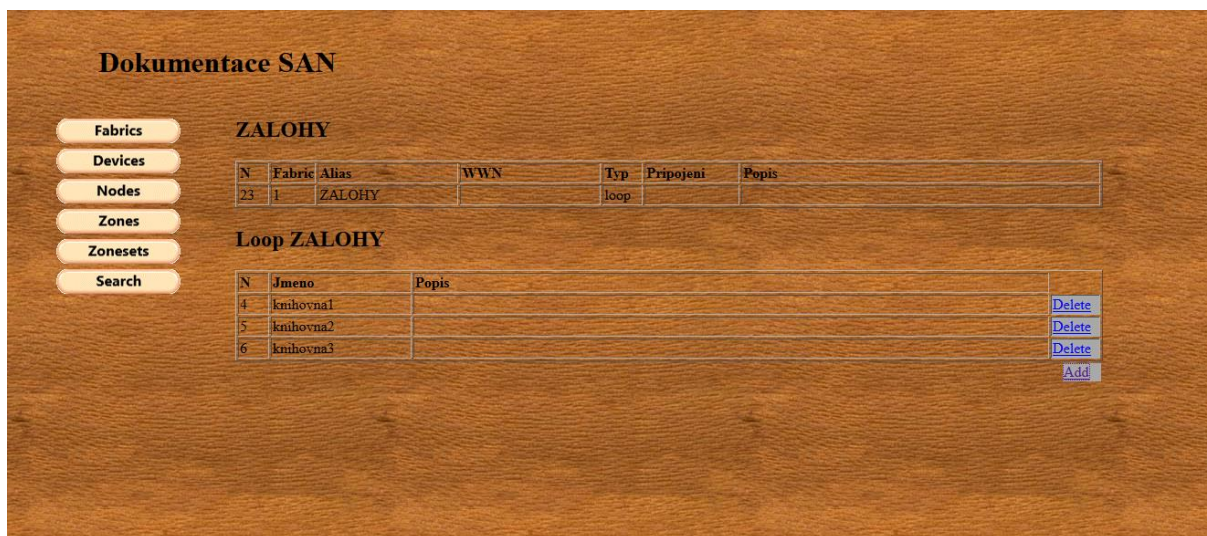 Dokumentace SAN
Fabrics
Devices
Nodes
Zones
Zonesets
Search
ZALOHY
N Fabric Alias WWN Typ Pripojeni Popis
23 1 ZALOHY loop
Loop ZALOHY
N Jmeno Popis
4 knihovna1 Delete
5 knihovna2 Delete
6 knihovna3 Delete
Add